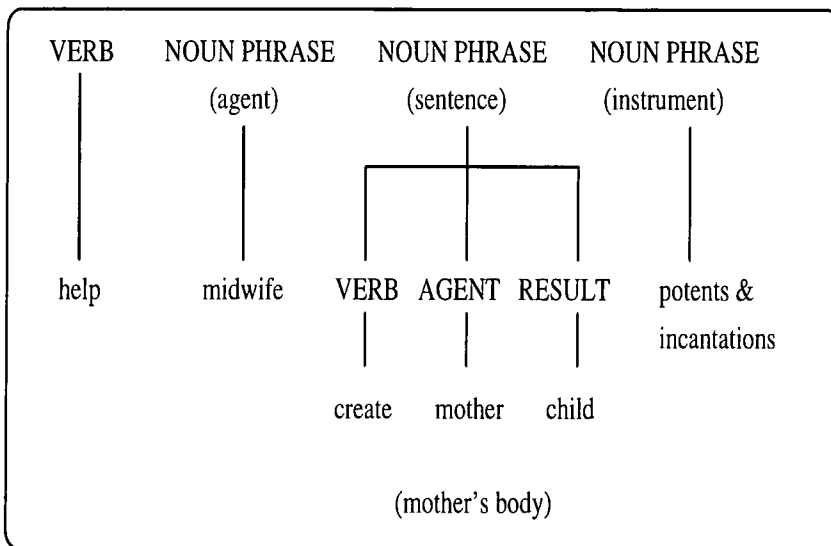 VERB NOUN PHRASE NOUN PHRASE NOUN PHRASE
(agent) (sentence) (instrument)
help midwife VERB AGENT RESULT potents &
incantations
create mother child
(mother's body)